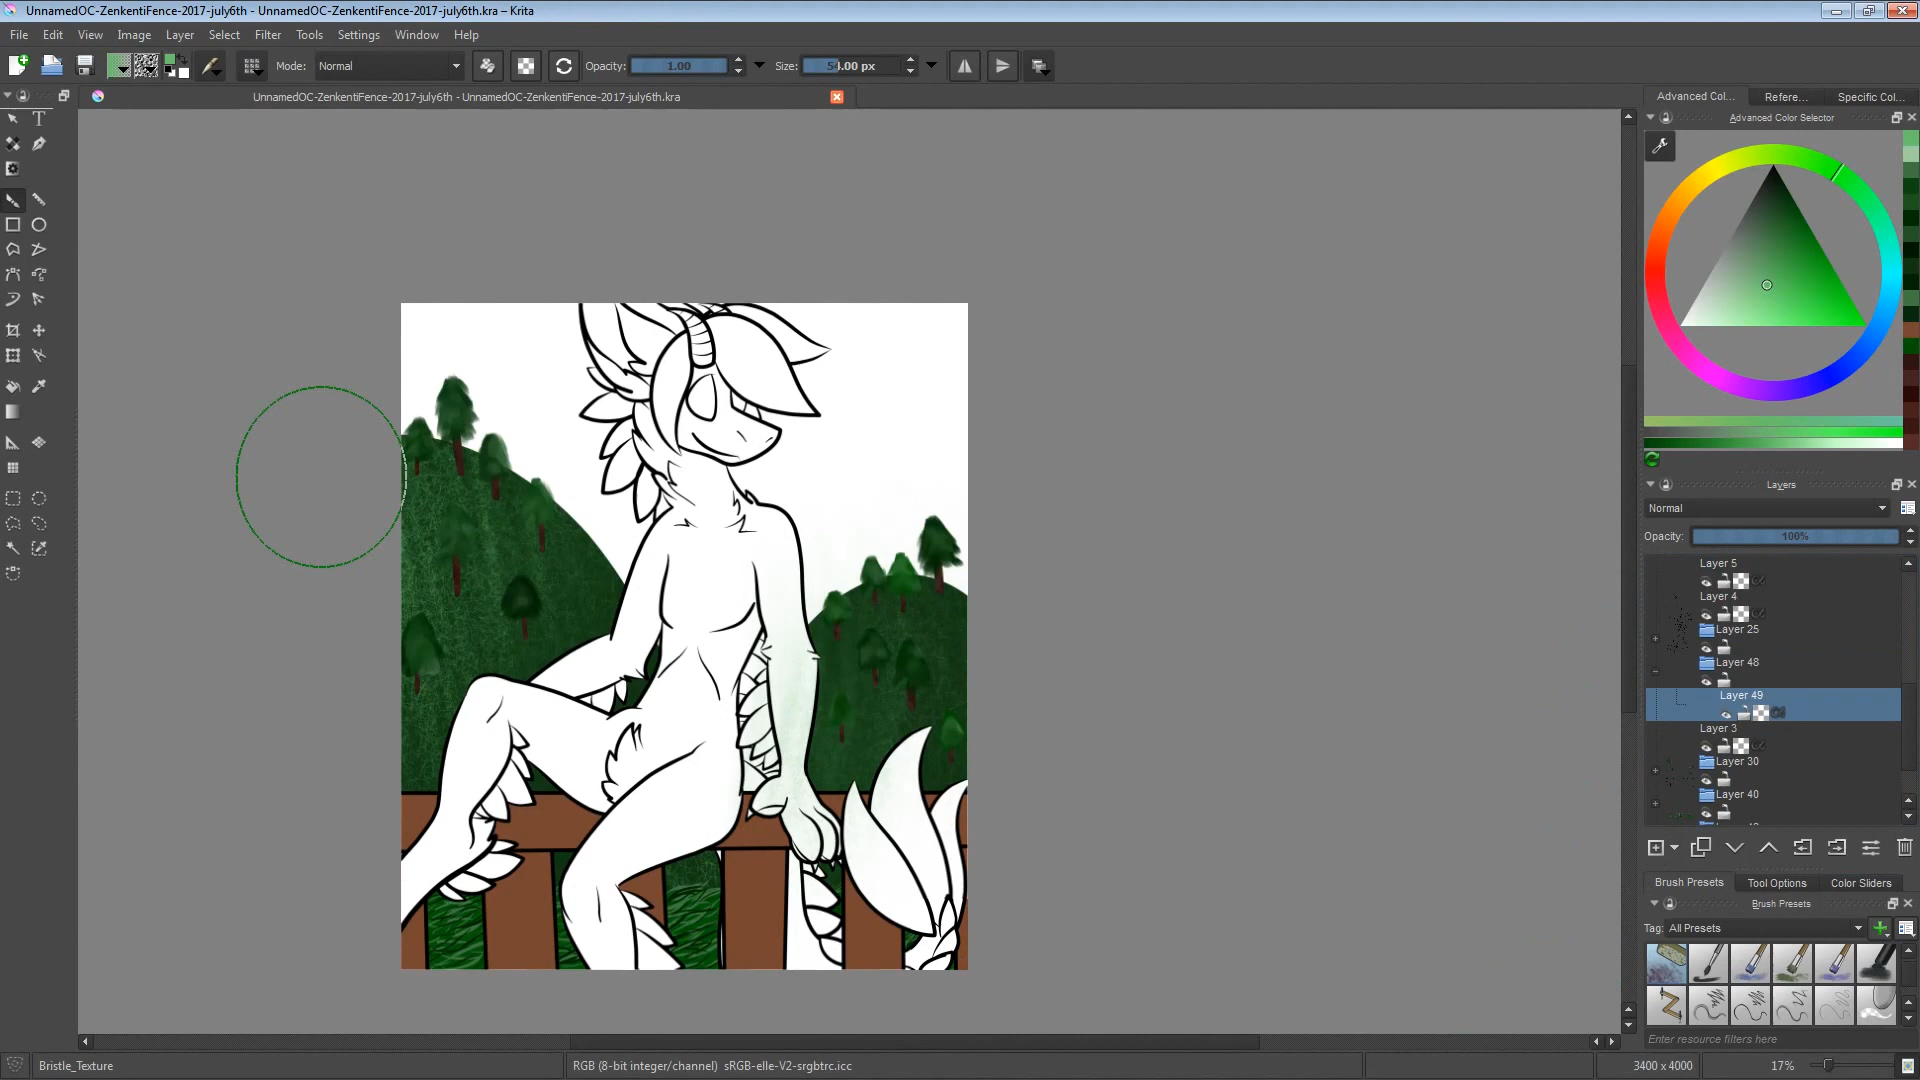 UnnamedOC-ZenkentiFence-2017-july6th - UnnamedOC-ZenkentiFence-2017-july6th.kra – Krita
File Edit View Image Layer Select Filter Tools Settings Window Help
Mode: Normal Opacity: 1.00 Size: 54.00 px
UnnamedOC-ZenkentiFence-2017-july6th - UnnamedOC-ZenkentiFence-2017-july6th.kra
Advanced Col... Refere... Specific Col...
Advanced Color Selector
Layers
Normal
Opacity: 100%
Layer 5
Layer 4
Layer 25
Layer 48
Layer 49
Layer 3
Layer 30
Layer 40
Brush Presets Tool Options Color Sliders
Brush Presets
Tag: All Presets
Enter resource filters here
Bristle_Texture RGB (8-bit integer/channel) sRGB-elle-V2-srgbtrc.icc 3400 x 4000 17%